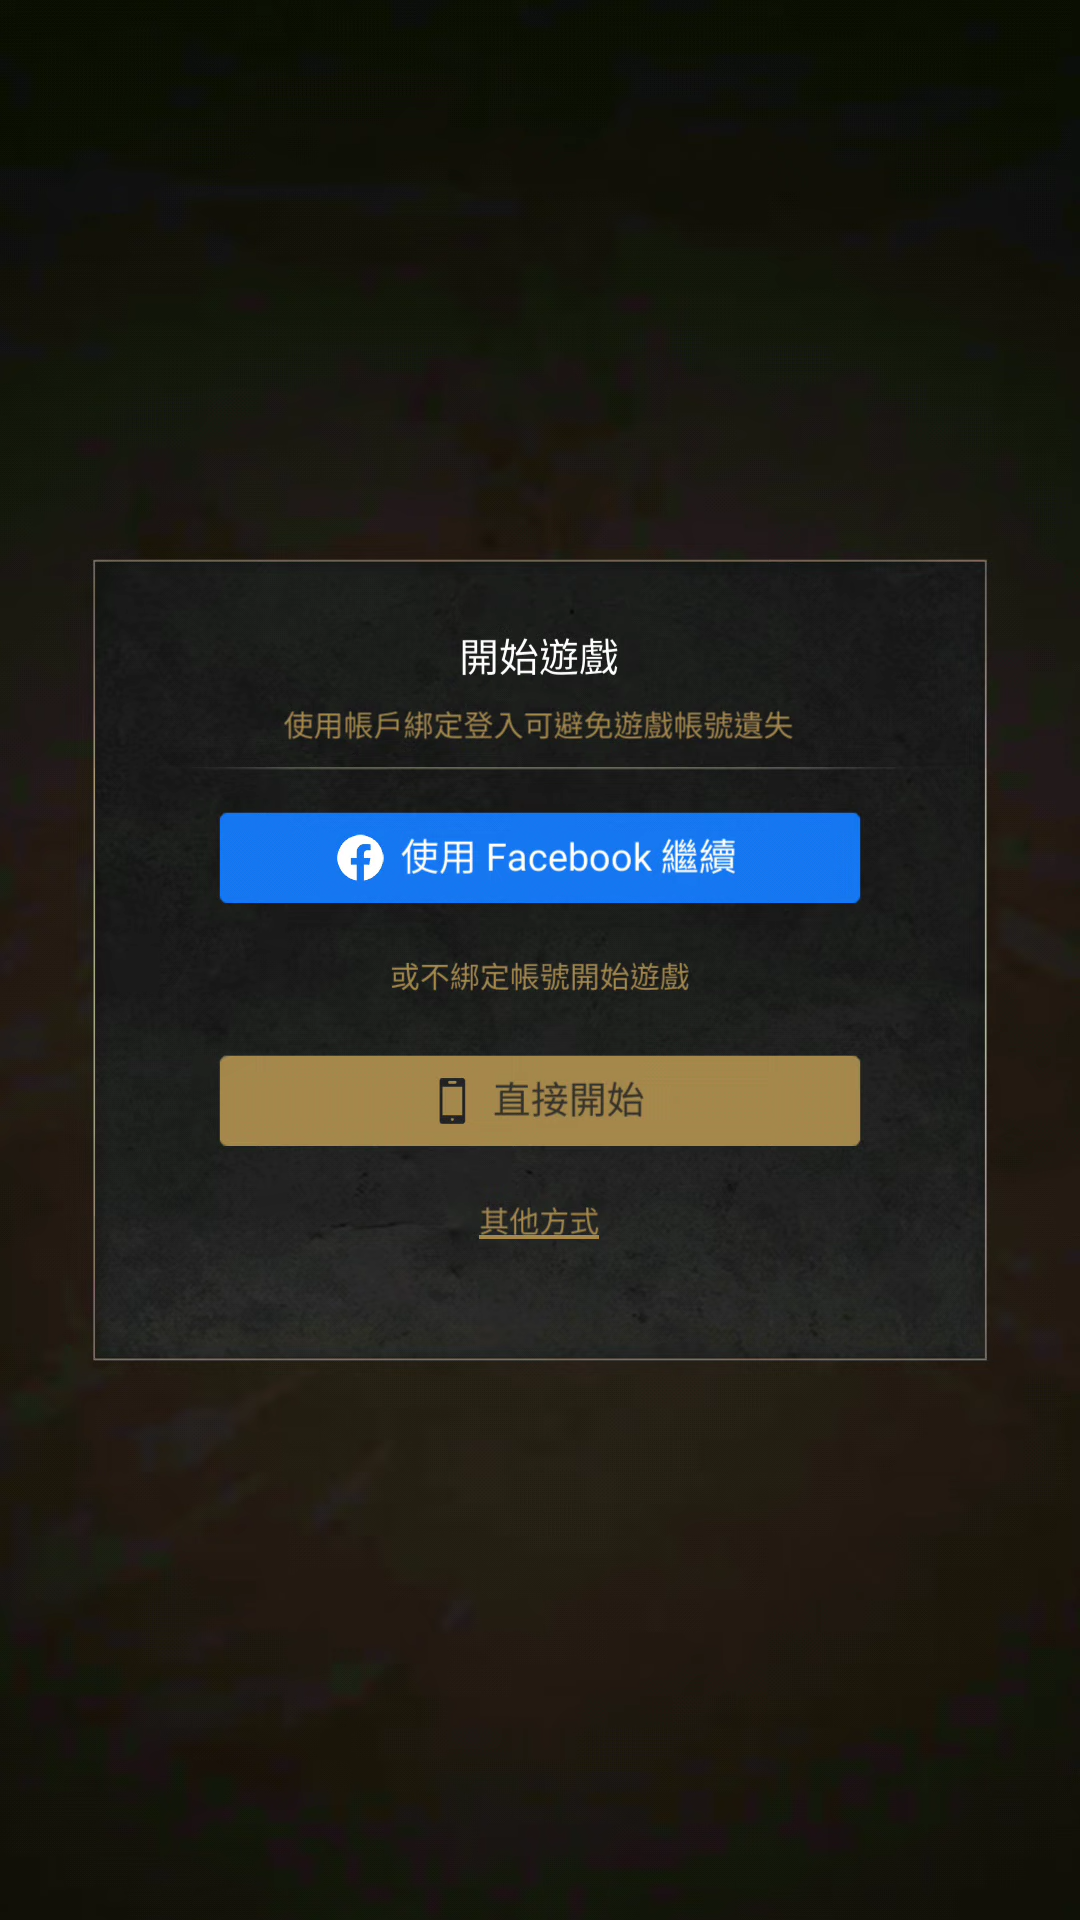 開始遊戲
使用帳戶綁定登入可避免遊戲帳號遺失
使用 Facebook 繼續
或不綁定帳號開始遊戲
直接開始
其他方式